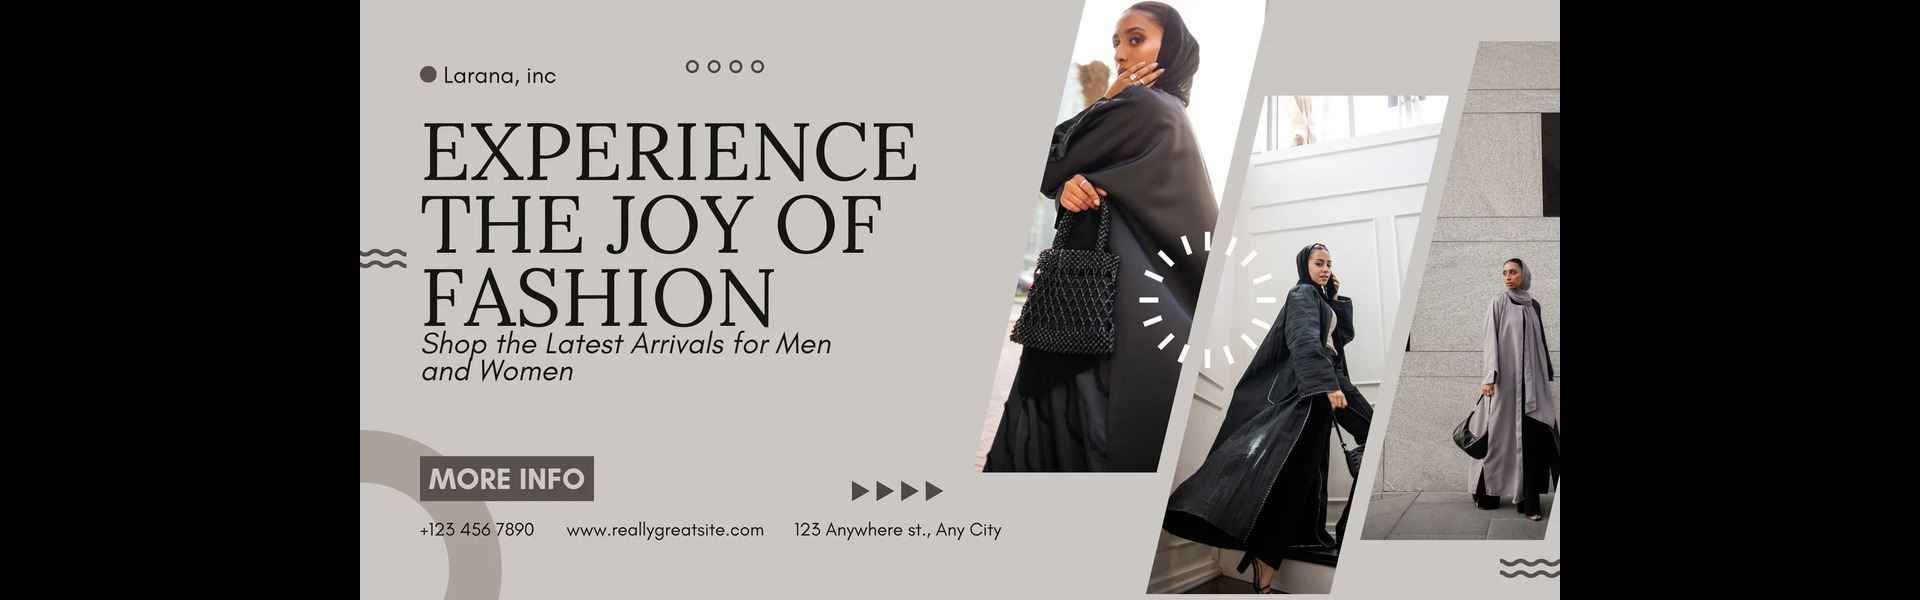 Larana, inc
EXPERIENCE
THE JOY OF
FASHION
Shop the Latest Arrivals for Men
and Women
MORE INFO
+123 456 7890
www.reallygreatsite.com
123 Anywhere st., Any City